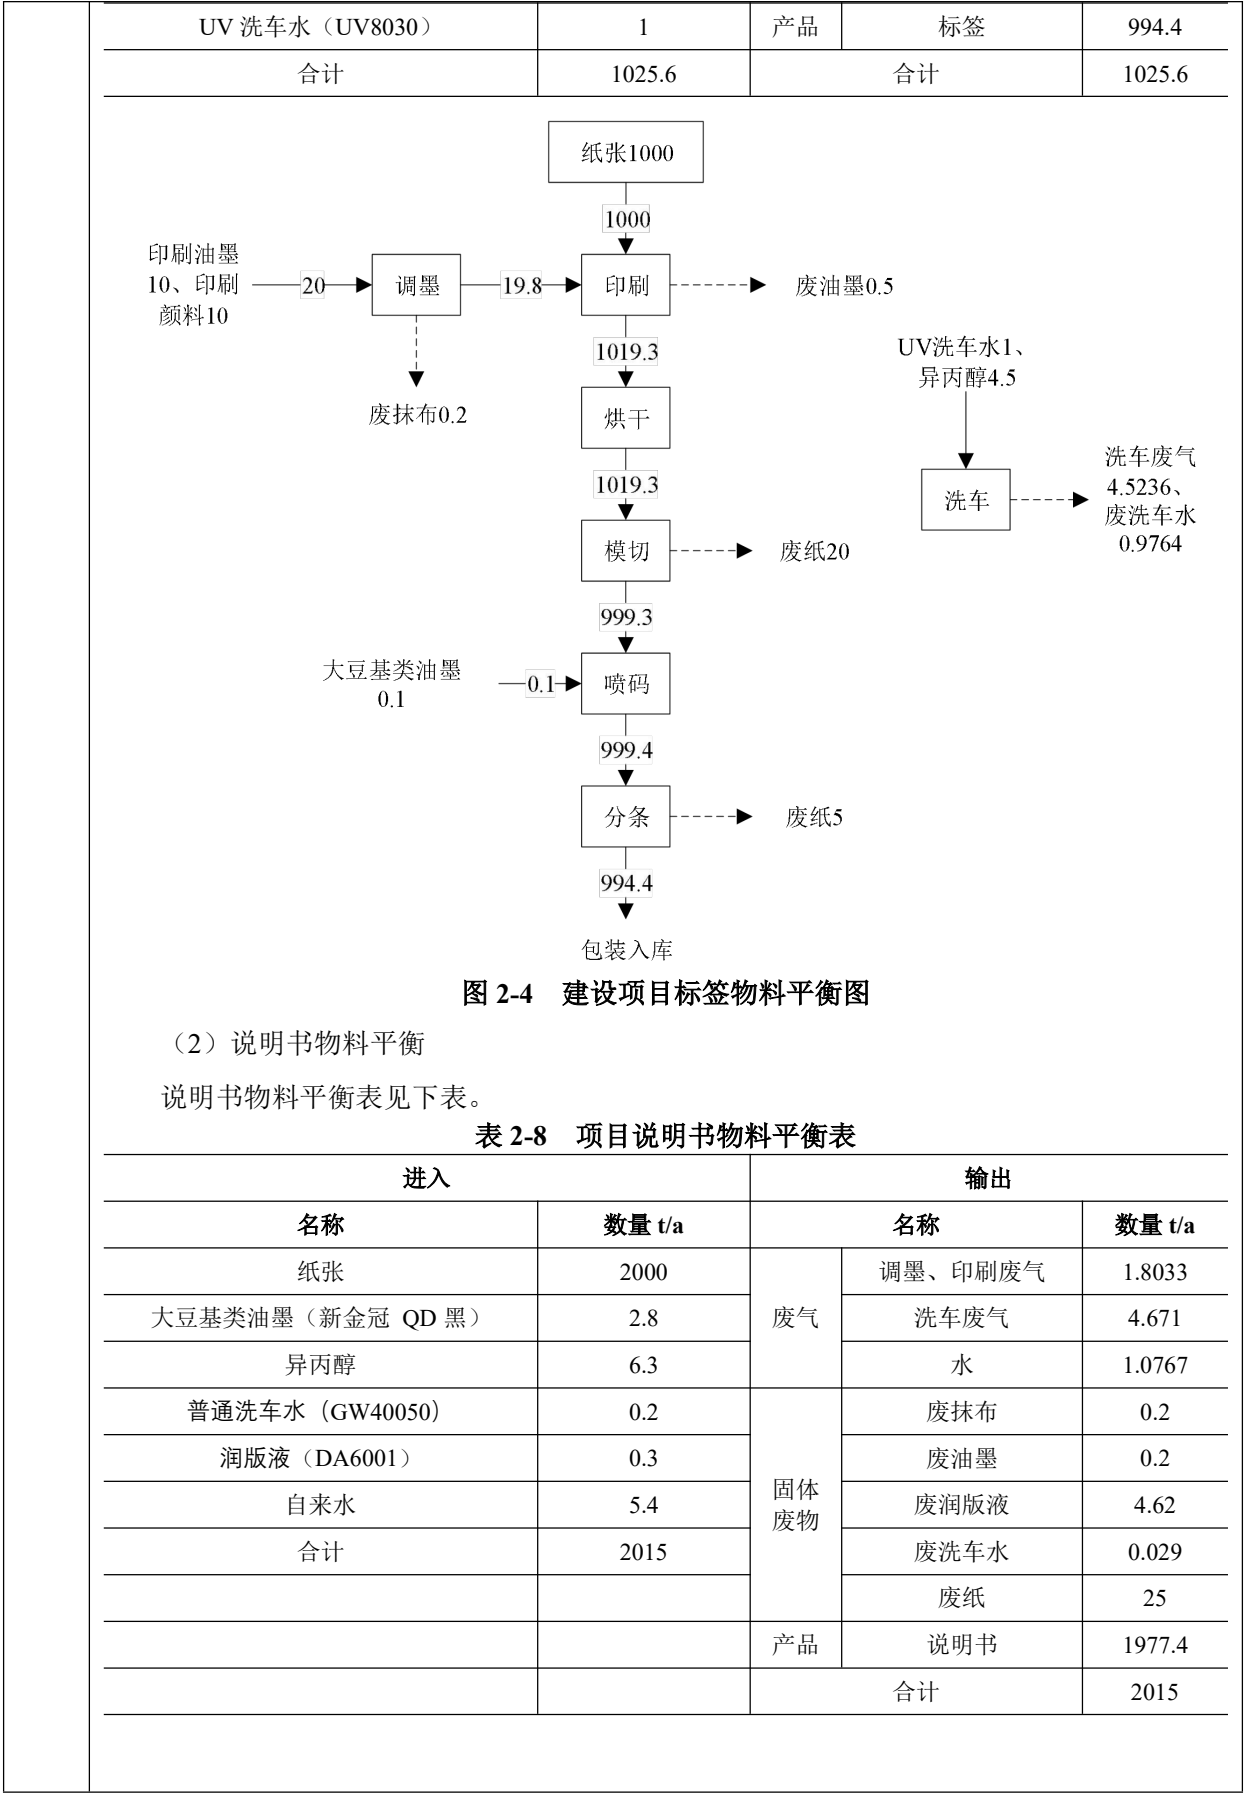 UV 洗车水（UV8030） 1 产品 标签 994.4
合计 1025.6 合计 1025.6
纸张1000
1000
印刷油墨
10、印刷
颜料10
20
调墨
19.8
印刷
废油墨0.5
废抹布0.2
1019.3
UV洗车水1、
异丙醇4.5
烘干
1019.3
洗车
洗车废气
4.5236、
废洗车水
0.9764
模切
废纸20
999.3
大豆基类油墨
0.1
0.1
喷码
999.4
分条
废纸5
994.4
包装入库
图 2-4 建设项目标签物料平衡图
（2）说明书物料平衡
说明书物料平衡表见下表。
表 2-8 项目说明书物料平衡表
进入 输出
名称 数量 t/a 名称 数量 t/a
纸张 2000 废气 调墨、印刷废气 1.8033
大豆基类油墨（新金冠 QD 黑） 2.8 洗车废气 4.671
异丙醇 6.3 水 1.0767
普通洗车水（GW40050） 0.2 固体废物 废抹布 0.2
润版液（DA6001） 0.3 废油墨 0.2
自来水 5.4 废润版液 4.62
合计 2015 废洗车水 0.029
废纸 25
产品 说明书 1977.4
合计 2015